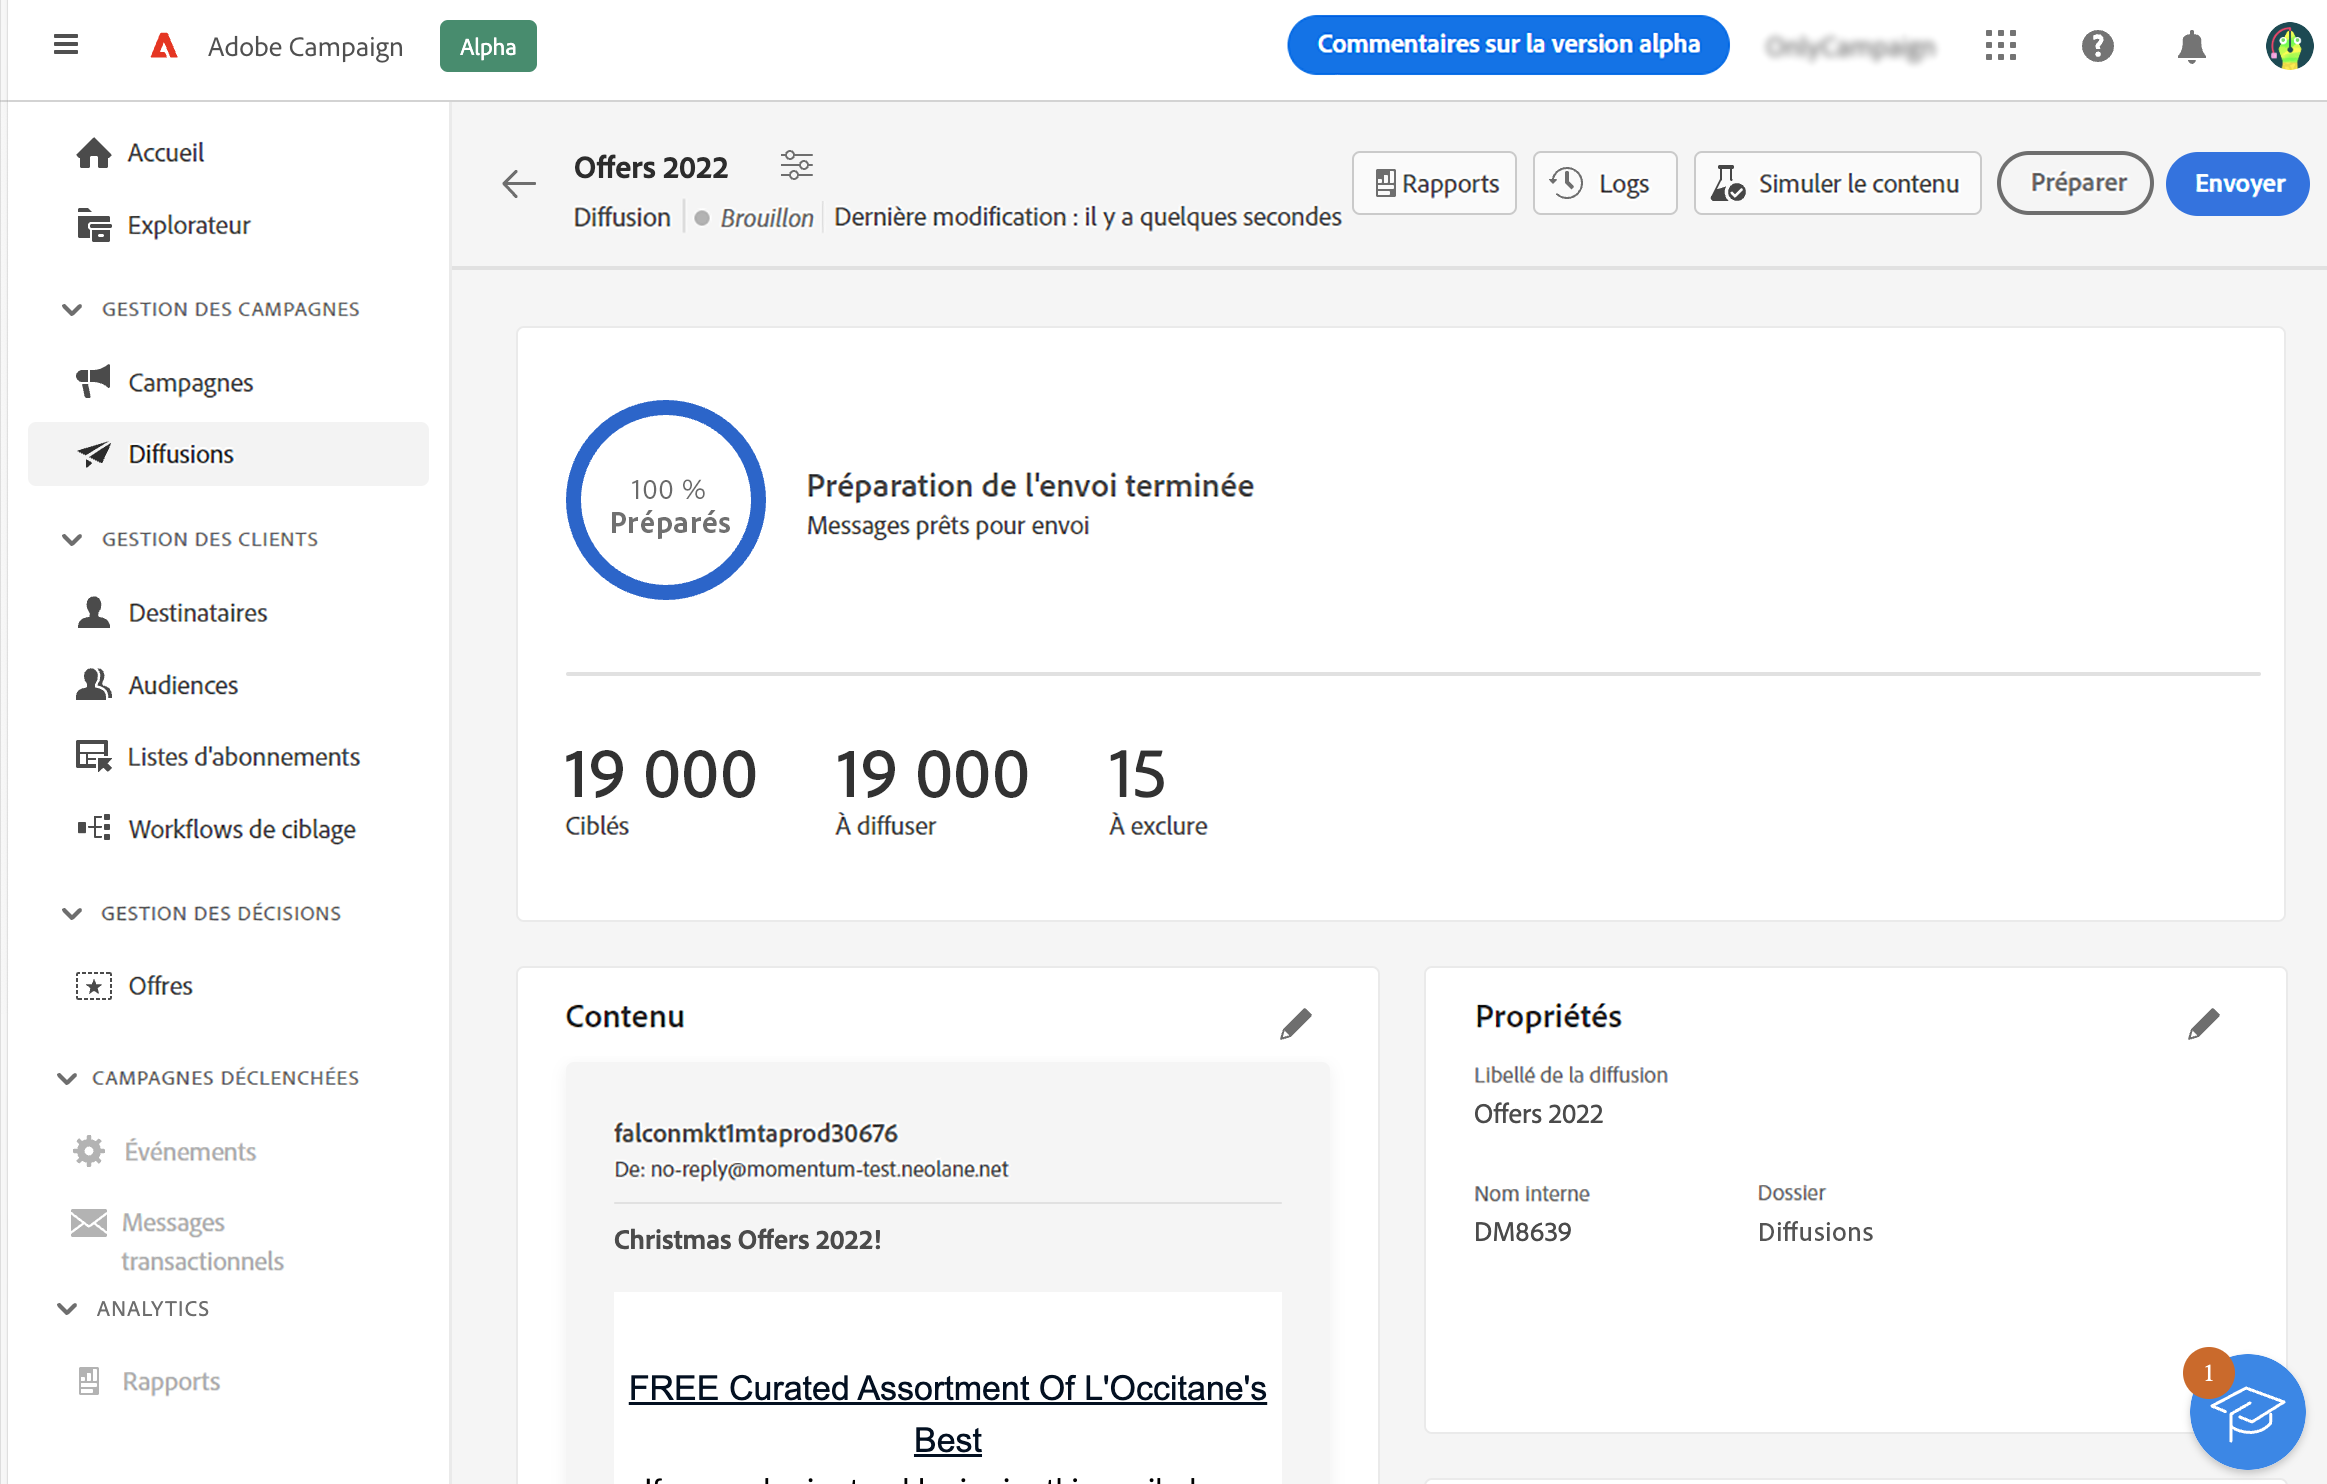 Adobe Campaign
Alpha
Commentaires sur la version alpha
Accueil
Explorateur
GESTION DES CAMPAGNES
Campagnes
Diffusions
GESTION DES CLIENTS
Destinataires
Audiences
Listes d'abonnements
Workflows de ciblage
GESTION DES DÉCISIONS
Offres
CAMPAGNES DÉCLENCHÉES
Événements
Messages
transactionnels
ANALYTICS
Rapports
Offers 2022
Diffusion
Brouillon
Dernière modification : il y a quelques secondes
Rapports
Logs
Simuler le contenu
Préparer
Envoyer
100 %
Préparés
Préparation de l'envoi terminée
Messages prêts pour envoi
19 000
Ciblés
19 000
À diffuser
15
À exclure
Contenu
falconmkt1mtaprod30676
De: no-reply@momentum-test.neolane.net
Christmas Offers 2022!
FREE Curated Assortment Of L'Occitane's
Best
Propriétés
Libellé de la diffusion
Offers 2022
Nom interne
DM8639
Dossier
Diffusions
1